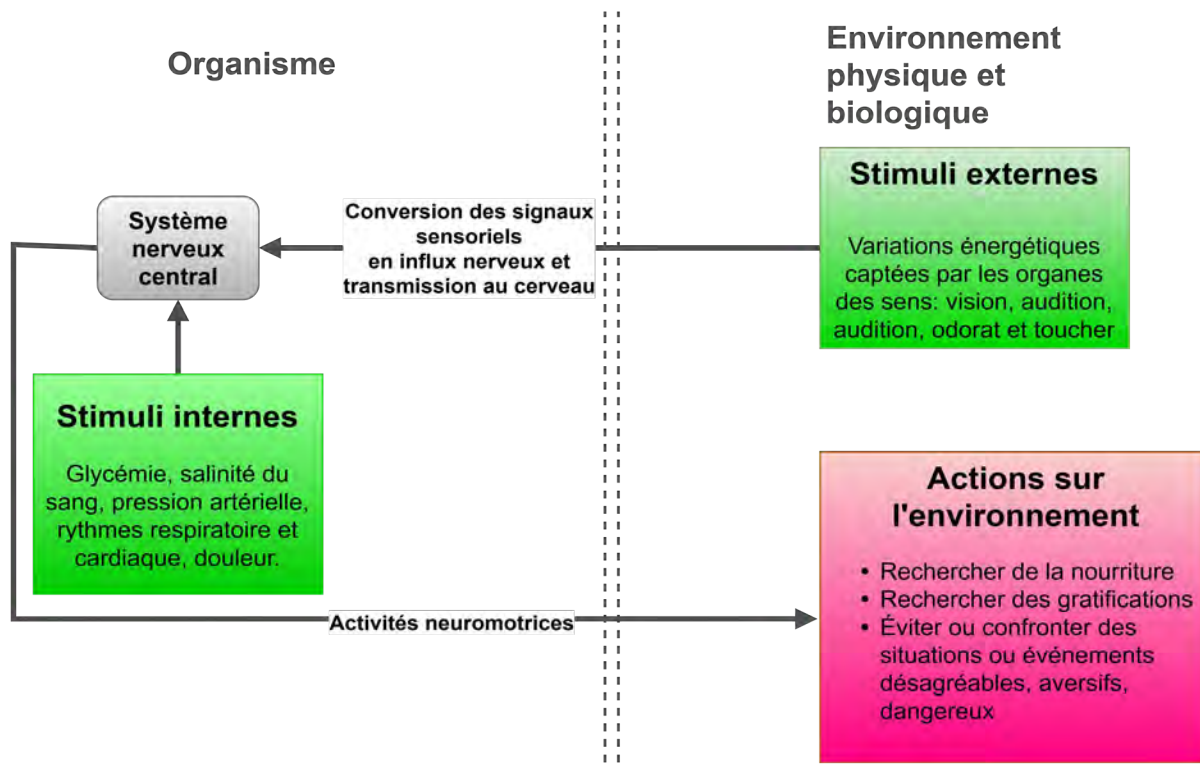 Organisme
Environnement
physique et
biologique
Stimuli externes
Variations énergétiques
captées par les organes
des sens: vision, audition,
audition, odorat et toucher
Conversion des signaux
sensoriels
en influx nerveux et
transmission au cerveau
Système
nerveux
central
Stimuli internes
Glycémie, salinité du
sang, pression artérielle,
rythmes respiratoire et
cardiaque, douleur.
Activités neuromotrices
Actions sur
l'environnement
• Rechercher de la nourriture
• Rechercher des gratifications
• Éviter ou confronter des
situations ou événements
désagréables, aversifs,
dangereux